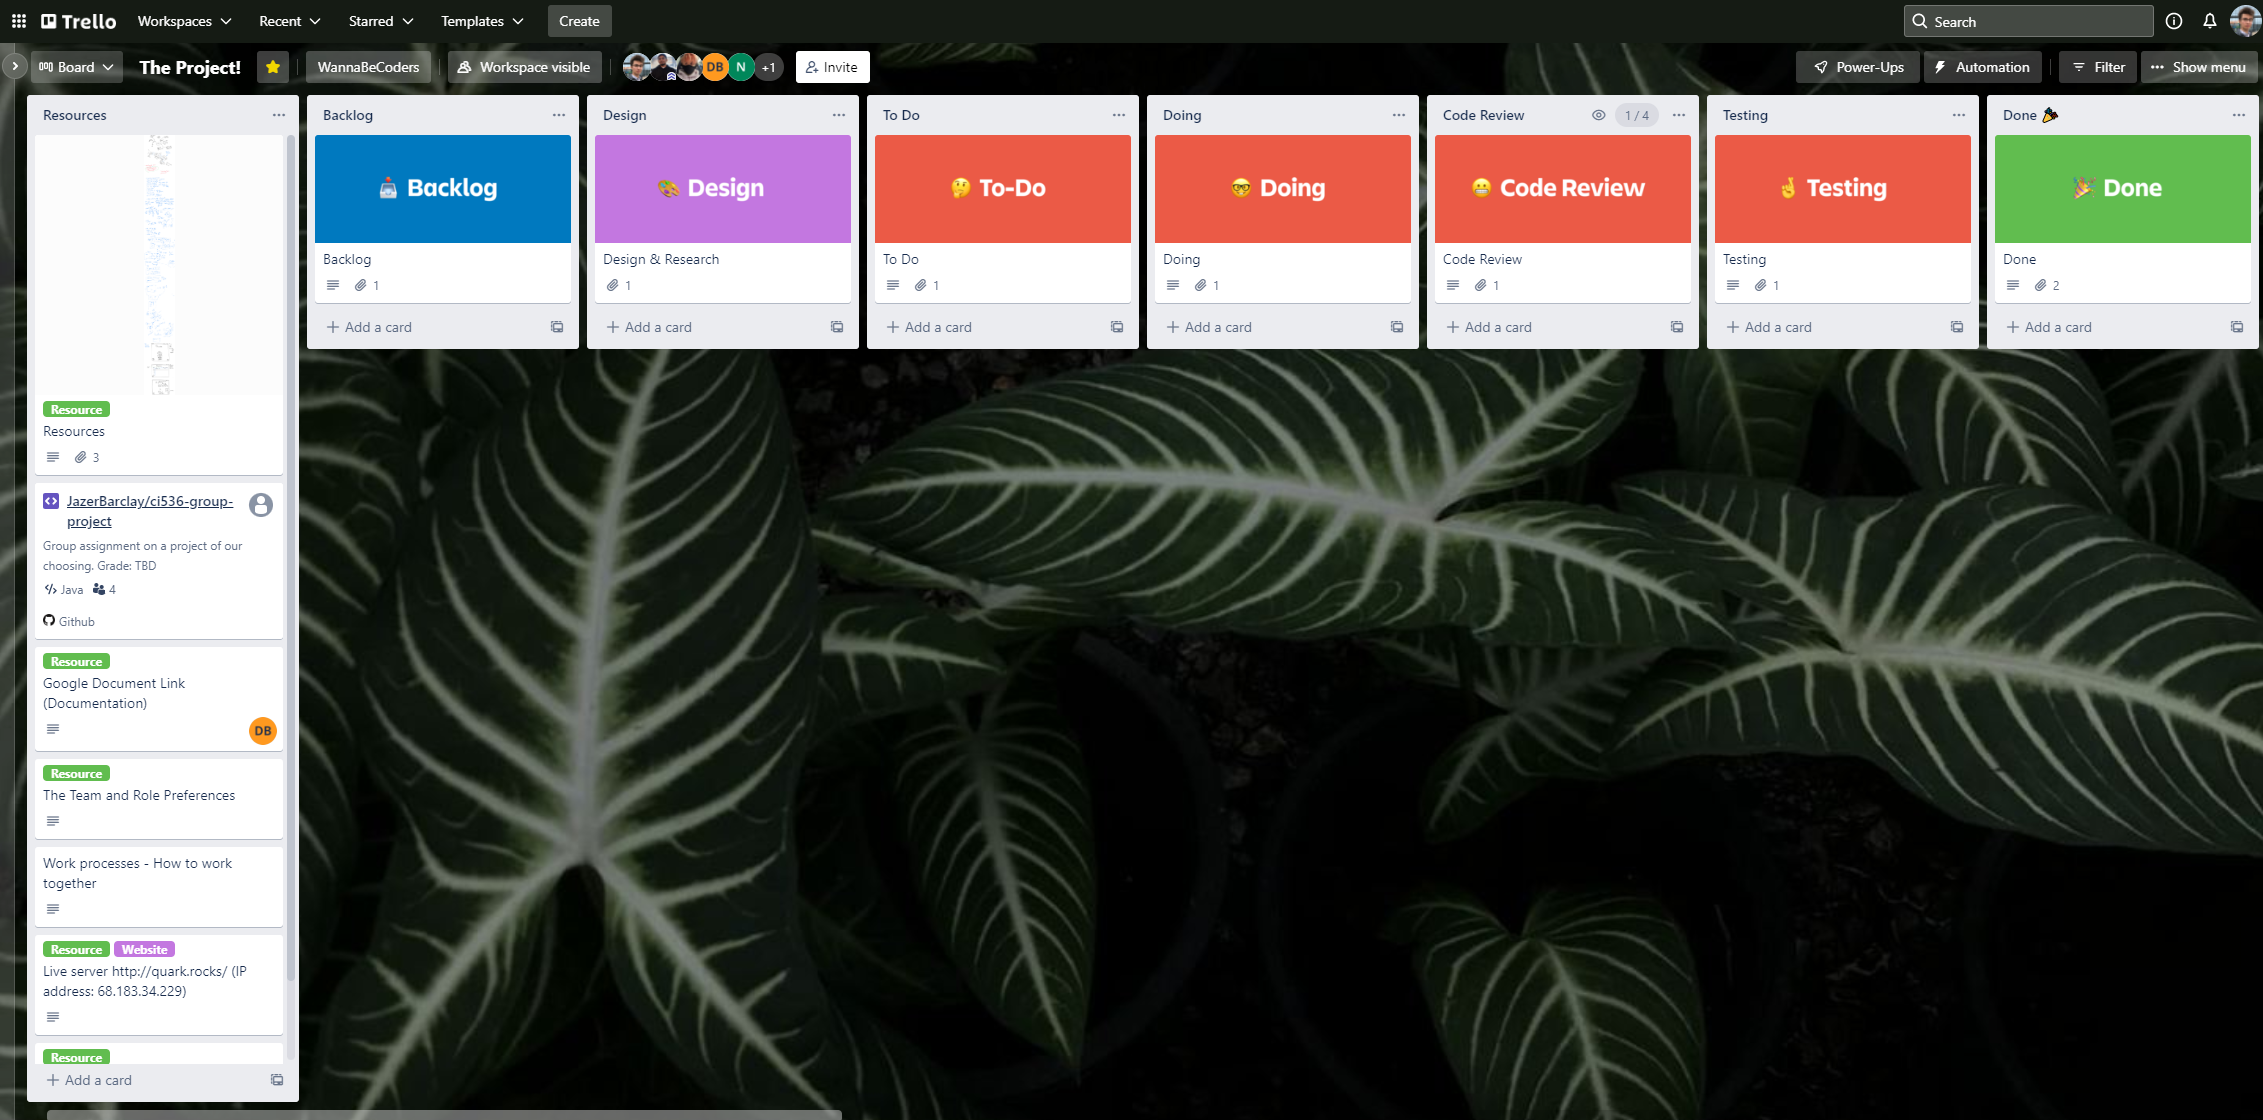 Trello
Workspaces
Recent
Starred
Templates
Create
Search
Board
The Project!
WannaBeCoders
Workspace visible
DB
N
+1
Invite
Power-Ups
Automation
Filter
Show menu
Resources
Resource
Resources
3
JazerBarclay/ci536-group-
project
Group assignment on a project of our
choosing. Grade: TBD
Java 4
Github
Resource
Google Document Link
(Documentation)
DB
Resource
The Team and Role Preferences
Work processes - How to work
together
Resource Website
Live server http://quark.rocks/ (IP
address: 68.183.34.229)
Resource
Add a card
Backlog
Backlog
Backlog
1
Add a card
Design
Design
Design & Research
1
Add a card
To Do
To-Do
To Do
1
Add a card
Doing
Doing
Doing
1
Add a card
Code Review 1 / 4
Code Review
Code Review
1
Add a card
Testing
Testing
Testing
1
Add a card
Done 🎉
Done
Done
2
Add a card